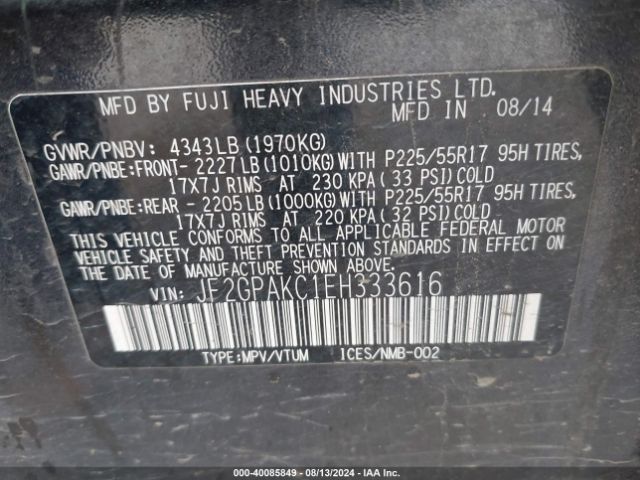 MFD BY FUJI HEAVY INDUSTRIES LTD.
MFD IN 08/14
GVWR/PNBV: 4343LB(1970KG)
GAWR/PNBE:FRONT- 2227LB(1010KG)WITH P225/55R17 95H TIRES,
17X7J RIMS AT 230 KPA(33 PSI)COLD
GAWR/PNBE:REAR - 2205LB(1000KG)WITH P225/55R17 95H TIRES,
17X7J RIMS AT 220 KPA(32 PSI)COLD
THIS VEHICLE CONFORMS TO ALL APPLICABLE FEDERAL MOTOR
VEHICLE SAFETY AND THEFT PREVENTION STANDARDS IN EFFECT ON
THE DATE OF MANUFACTURE SHOWN ABOVE.
VIN: JF2GPAKC1EH333616
TYPE:MPV/VTUM ICES/NMB-002
000-40085849 - 08/13/2024 - IAA, Inc.